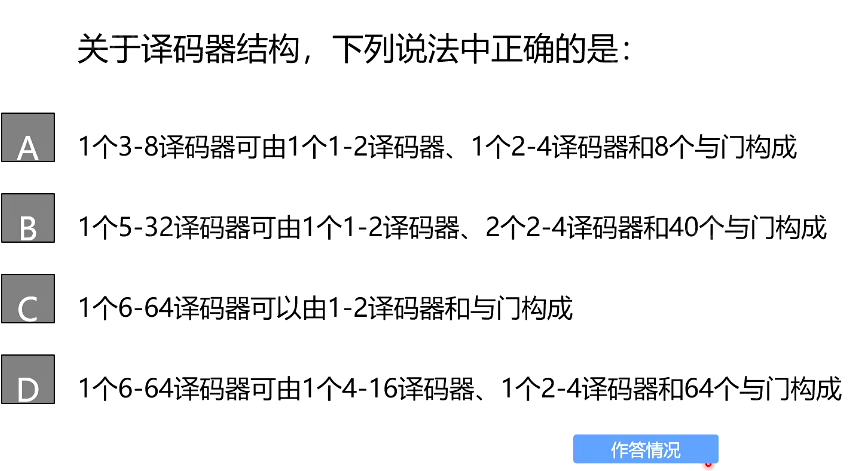 关于译码器结构，下列说法中正确的是：
A 1个3-8译码器可由1个1-2译码器、1个2-4译码器和8个与门构成
B 1个5-32译码器可由1个1-2译码器、2个2-4译码器和40个与门构成
C 1个6-64译码器可以由1-2译码器和与门构成
D 1个6-64译码器可由1个4-16译码器、1个2-4译码器和64个与门构成
作答情况